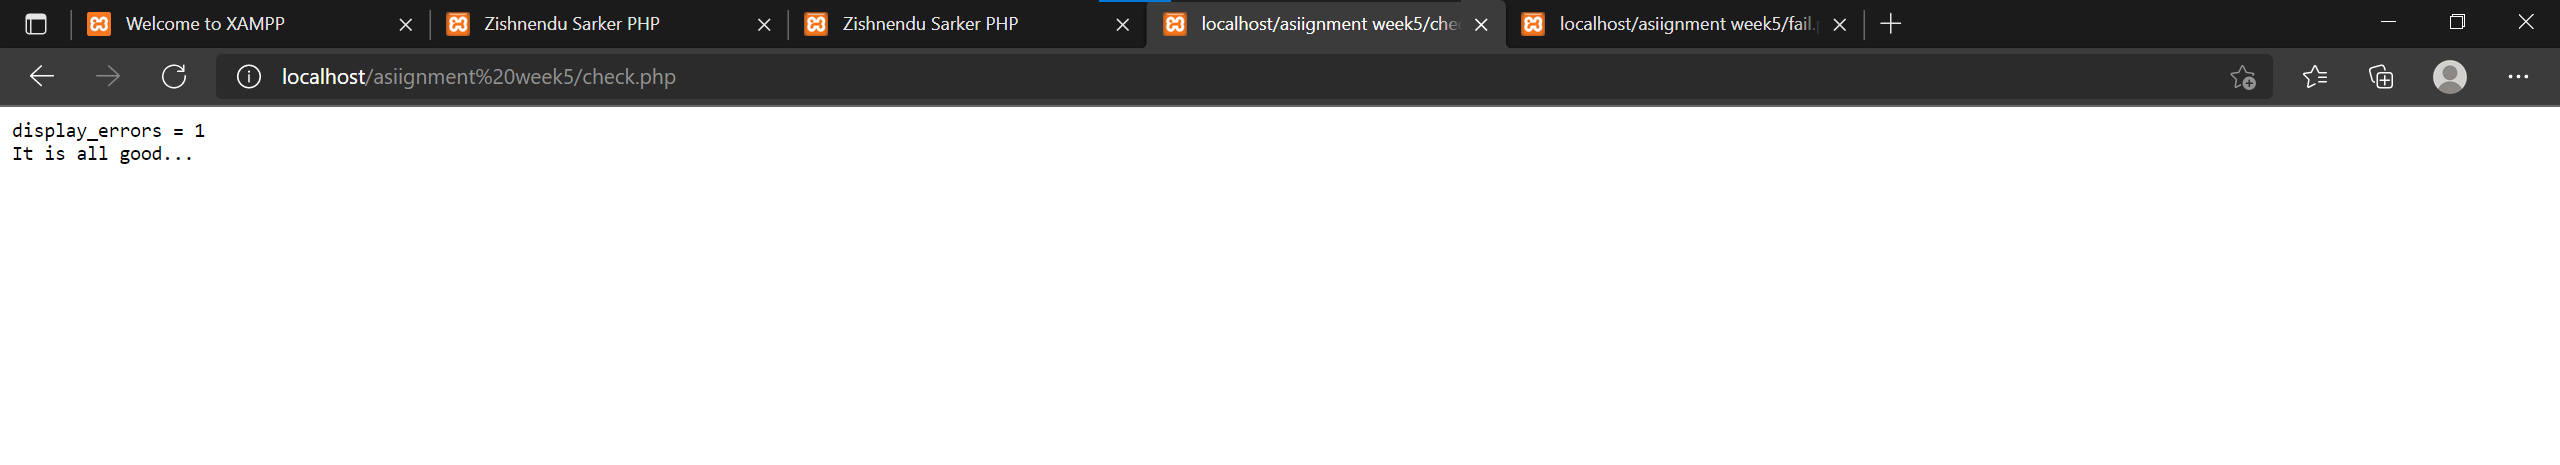 Welcome to XAMPP
Zishnendu Sarker PHP
Zishnendu Sarker PHP
localhost/asiignment week5/che
localhost/asiignment week5/fail.
localhost/asiignment%20week5/check.php
display_errors = 1
It is all good...